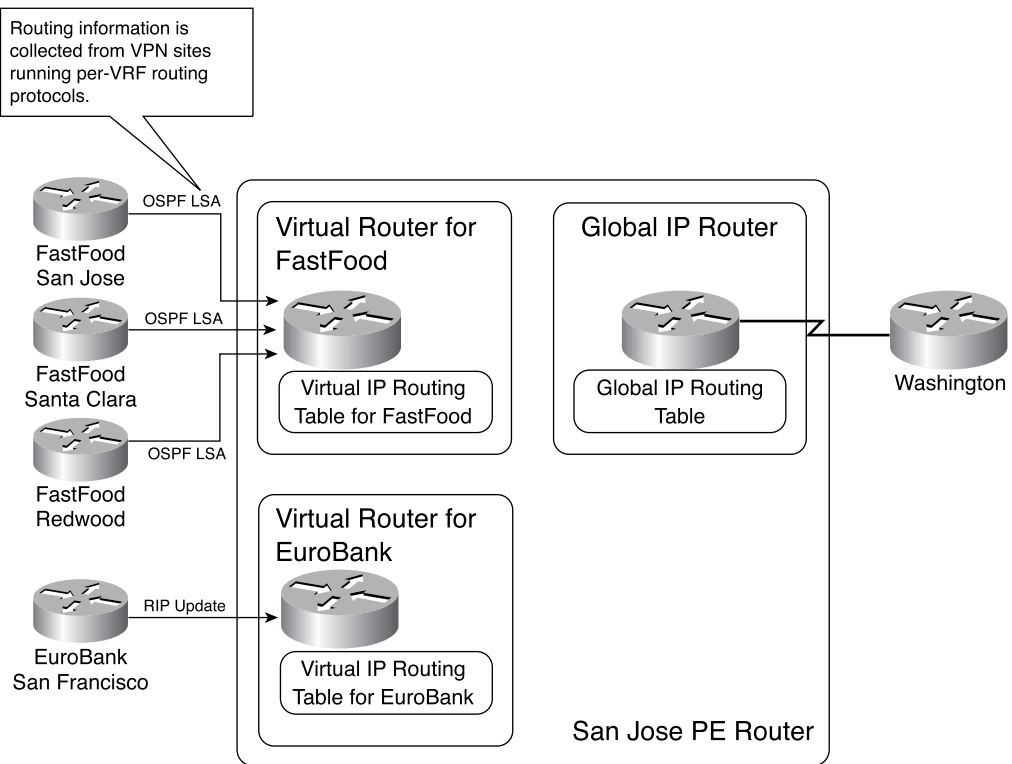 Routing information is
collected from VPN sites
running per-VRF routing
protocols.
OSPF LSA
FastFood
San Jose
OSPF LSA
FastFood
Santa Clara
OSPF LSA
FastFood
Redwood
RIP Update
EuroBank
San Francisco
Virtual Router for
FastFood
Virtual IP Routing
Table for FastFood
Virtual Router for
EuroBank
Virtual IP Routing
Table for EuroBank
Global IP Router
Global IP Routing
Table
Washington
San Jose PE Router